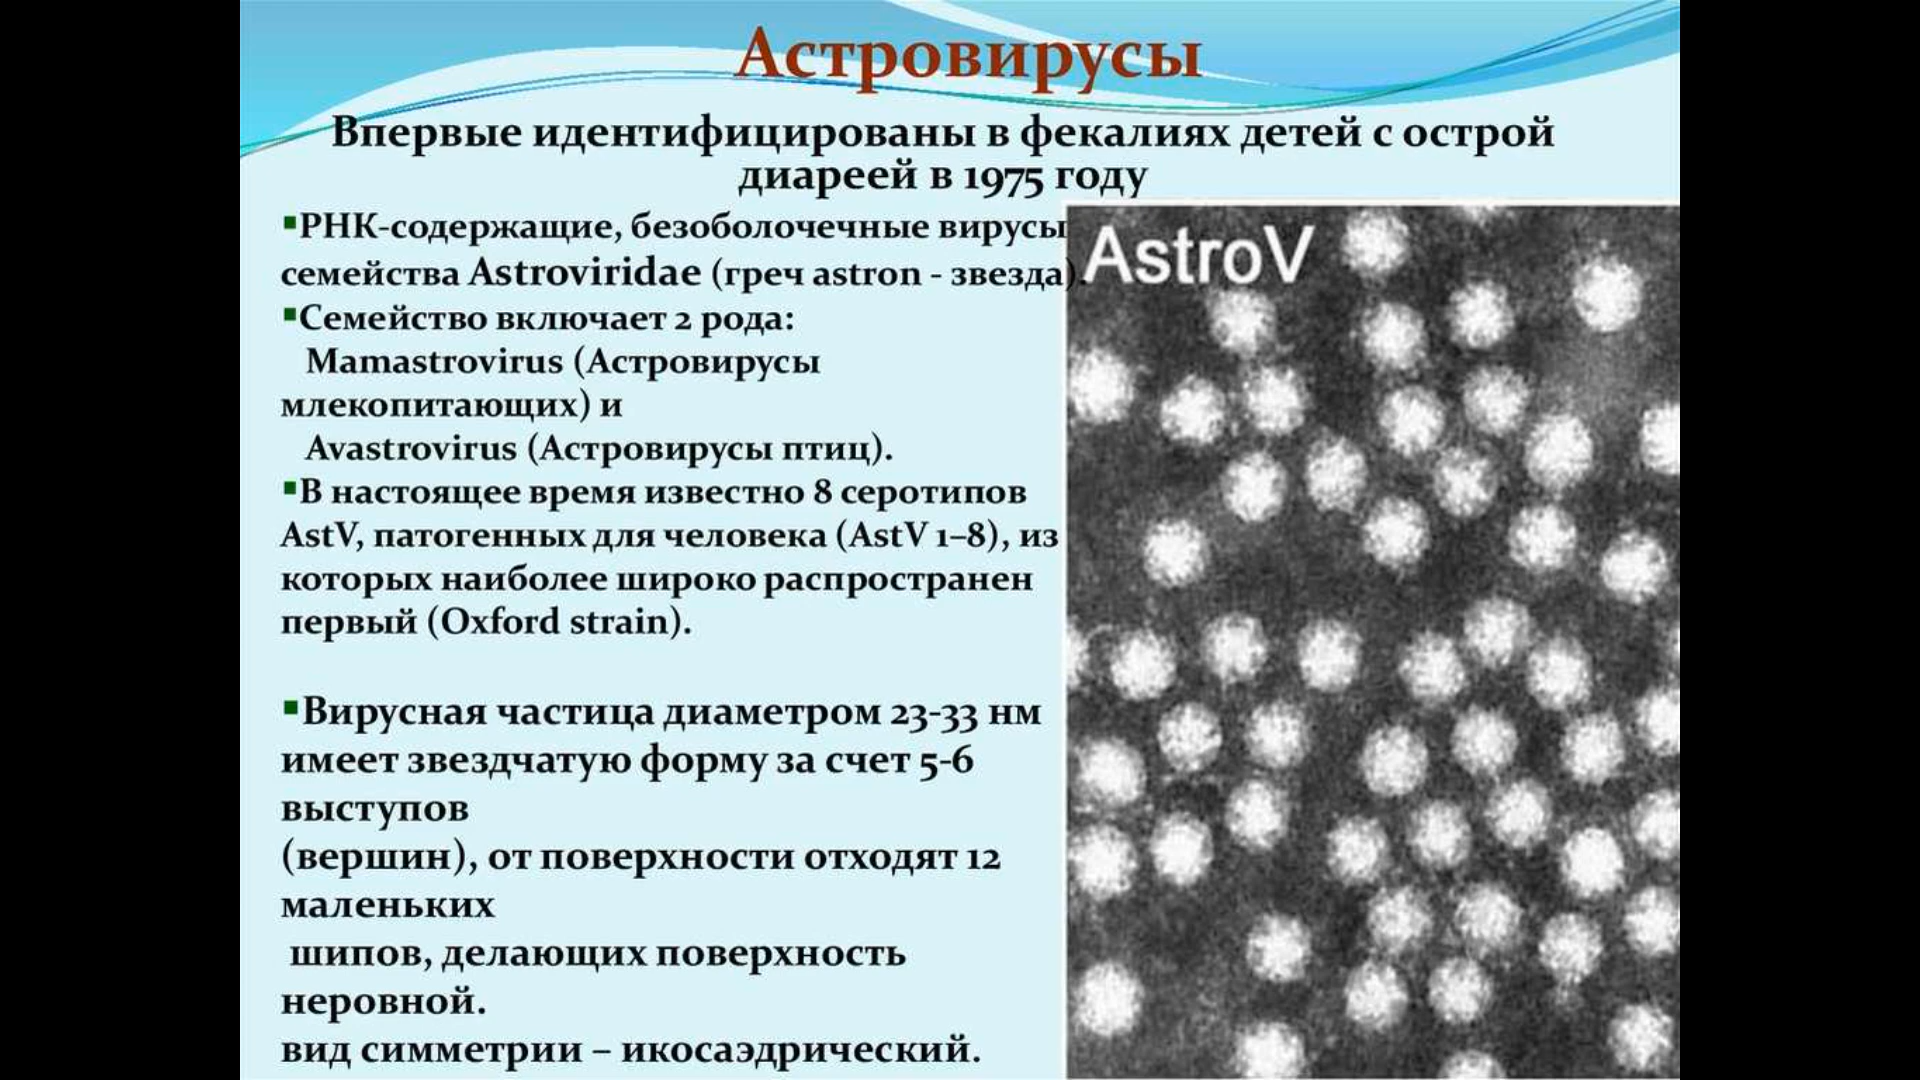 Астровирусы
Впервые идентифицированы в фекалиях детей с острой
диареей в 1975 году
▪РНК-содержащие, безоболочечные вирусы
семейства Astroviridae (греч astron - звезда).
▪Семейство включает 2 рода:
Mamastrovirus (Астровирусы
млекопитающих) и
Avastrovirus (Астровирусы птиц).
▪В настоящее время известно 8 серотипов
AstV, патогенных для человека (AstV 1–8), из
которых наиболее широко распространен
первый (Oxford strain).
▪Вирусная частица диаметром 23-33 нм
имеет звездчатую форму за счет 5-6
выступов
(вершин), от поверхности отходят 12
маленьких
шипов, делающих поверхность
неровной.
вид симметрии – икосаэдрический.
AstroV